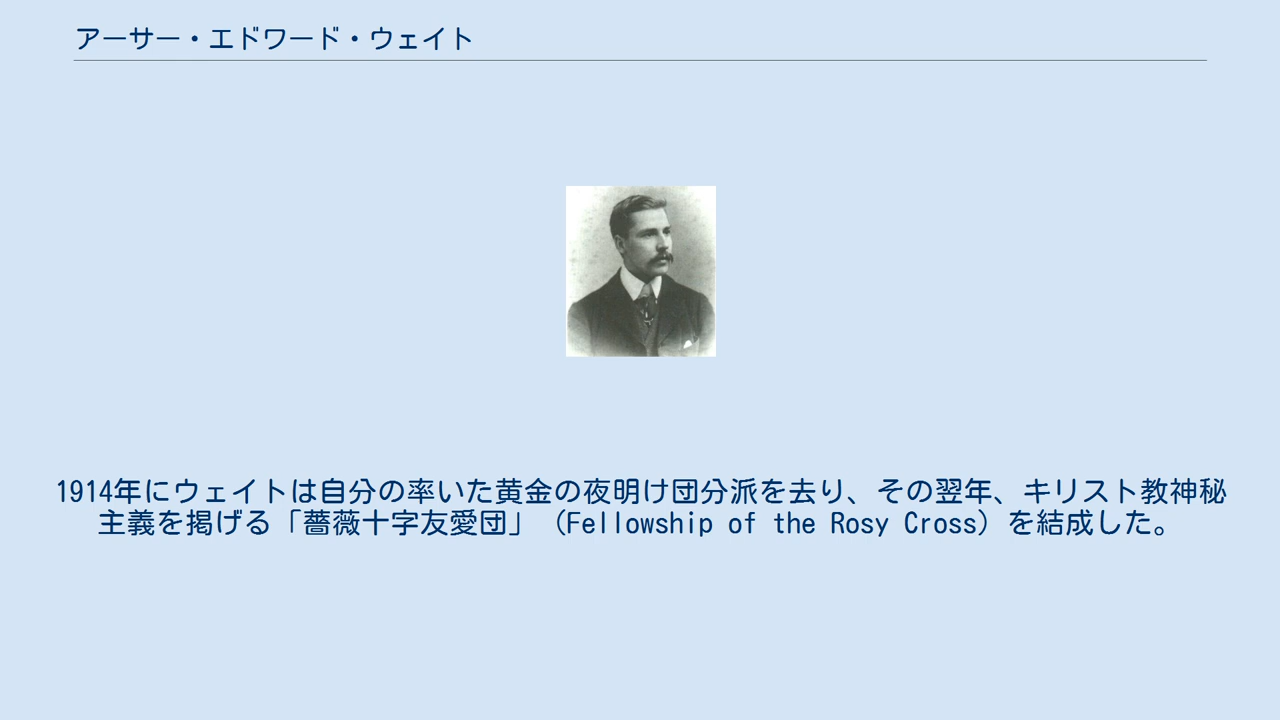 アーサー・エドワード・ウェイト
1914年にウェイトは自分の率いた黄金の夜明け団分派を去り、その翌年、キリスト教神秘
主義を掲げる「薔薇十字友愛団」（Fellowship of the Rosy Cross）を結成した。